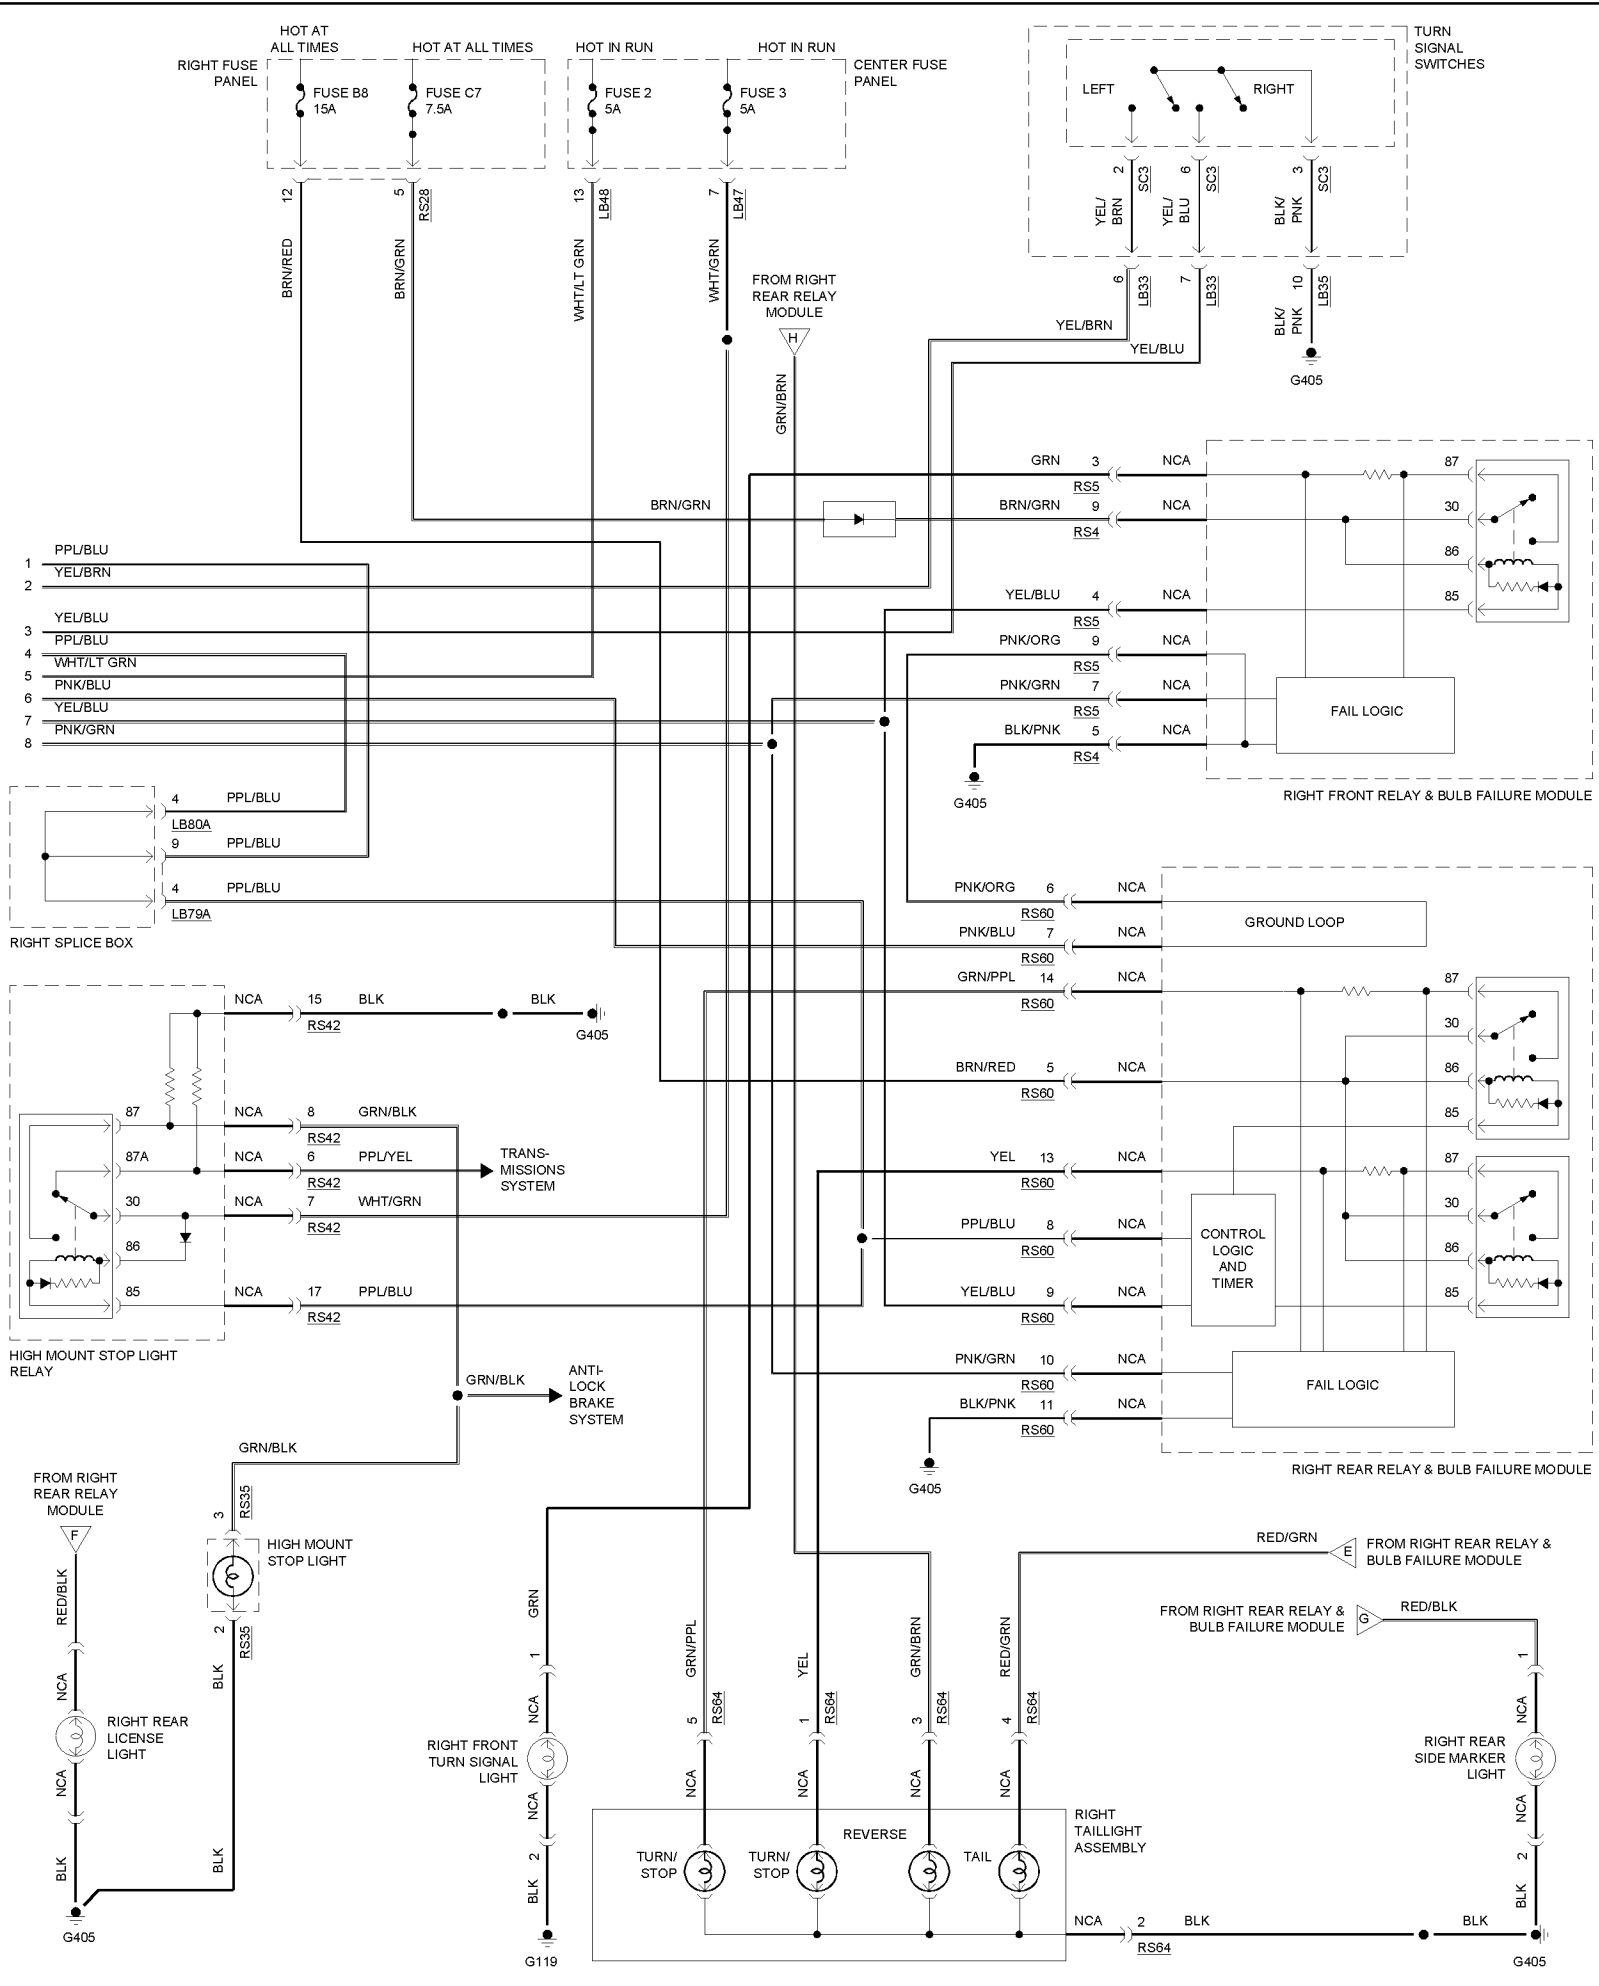 HOT AT
ALL TIMES
HOT AT ALL TIMES
HOT IN RUN
HOT IN RUN
RIGHT FUSE
PANEL
FUSE B8
15A
FUSE C7
7.5A
FUSE 2
5A
FUSE 3
5A
CENTER FUSE
PANEL
TURN
SIGNAL
SWITCHES
LEFT
RIGHT
12
5
RS28
13
LB48
7
LB47
2
SC3
6
SC3
3
SC3
YEL/
BRN
YEL/
BLU
BLK/
PNK
BRN/RED
BRN/GRN
WHT/LT GRN
WHT/GRN
FROM RIGHT
REAR RELAY
MODULE
H
GRN/BRN
6
LB33
7
LB33
10
LB35
YEL/BRN
YEL/BLU
BLK/
PNK
G405
GRN 3 NCA
RS5
BRN/GRN
BRN/GRN 9 NCA
RS4
YEL/BLU 4 NCA
RS5
PNK/ORG 9 NCA
RS5
PNK/GRN 7 NCA
RS5
BLK/PNK 5 NCA
RS4
G405
87
30
86
85
FAIL LOGIC
RIGHT FRONT RELAY & BULB FAILURE MODULE
1 PPL/BLU
2 YEL/BRN
3 YEL/BLU
4 PPL/BLU
5 WHT/LT GRN
6 PNK/BLU
7 YEL/BLU
8 PNK/GRN
4 PPL/BLU
LB80A
9 PPL/BLU
4 PPL/BLU
LB79A
RIGHT SPLICE BOX
PNK/ORG 6 NCA
RS60
PNK/BLU 7 NCA
RS60
GRN/PPL 14 NCA
RS60
BRN/RED 5 NCA
RS60
YEL 13 NCA
RS60
PPL/BLU 8 NCA
RS60
YEL/BLU 9 NCA
RS60
PNK/GRN 10 NCA
RS60
BLK/PNK 11 NCA
RS60
G405
GROUND LOOP
87
30
86
85
87
30
86
85
CONTROL
LOGIC
AND
TIMER
FAIL LOGIC
RIGHT REAR RELAY & BULB FAILURE MODULE
NCA 15 BLK
RS42
BLK
G405
87
NCA 8 GRN/BLK
RS42
87A
NCA 6 PPL/YEL
RS42
TRANS-
MISSIONS
SYSTEM
30
NCA 7 WHT/GRN
RS42
86
85
NCA 17 PPL/BLU
RS42
HIGH MOUNT STOP LIGHT
RELAY
GRN/BLK
ANTI-
LOCK
BRAKE
SYSTEM
GRN/BLK
FROM RIGHT
REAR RELAY
MODULE
F
RED/BLK
NCA
RIGHT REAR
LICENSE
LIGHT
NCA
BLK
G405
3
RS35
HIGH MOUNT
STOP LIGHT
2
RS35
BLK
BLK
GRN
1
NCA
RIGHT FRONT
TURN SIGNAL
LIGHT
NCA
2
BLK
G119
GRN/PPL
YEL
GRN/BRN
RED/GRN
5
RS64
1
RS64
3
RS64
4
RS64
NCA
NCA
NCA
NCA
RED/GRN
E
FROM RIGHT REAR RELAY &
BULB FAILURE MODULE
FROM RIGHT REAR RELAY &
BULB FAILURE MODULE
G
RED/BLK
1
NCA
RIGHT REAR
SIDE MARKER
LIGHT
NCA
2
BLK
RIGHT
TAILLIGHT
ASSEMBLY
REVERSE
TURN/
STOP
TURN/
STOP
TAIL
NCA 2 BLK
RS64
BLK
G405